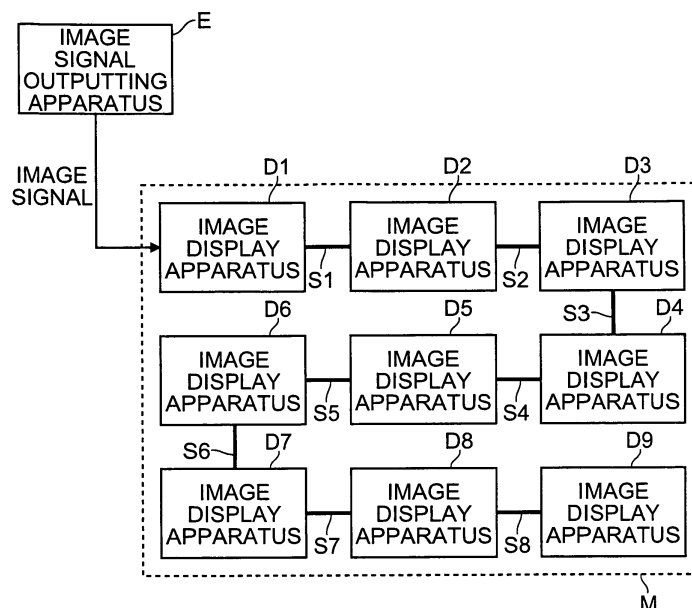 E
IMAGE
SIGNAL
OUTPUTTING
APPARATUS
IMAGE
SIGNAL
D1
D2
D3
IMAGE
DISPLAY
APPARATUS
S1
IMAGE
DISPLAY
APPARATUS
S2
IMAGE
DISPLAY
APPARATUS
S3
D6
D5
D4
IMAGE
DISPLAY
APPARATUS
S5
IMAGE
DISPLAY
APPARATUS
S4
IMAGE
DISPLAY
APPARATUS
S6
D7
D8
D9
IMAGE
DISPLAY
APPARATUS
S7
IMAGE
DISPLAY
APPARATUS
S8
IMAGE
DISPLAY
APPARATUS
M